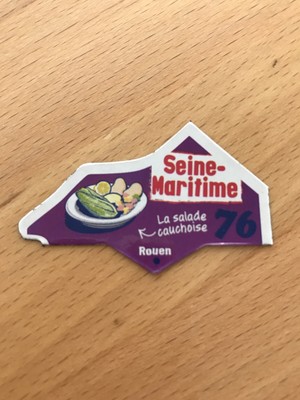 Seine-
Maritime
La salade
cauchoise
76
Rouen